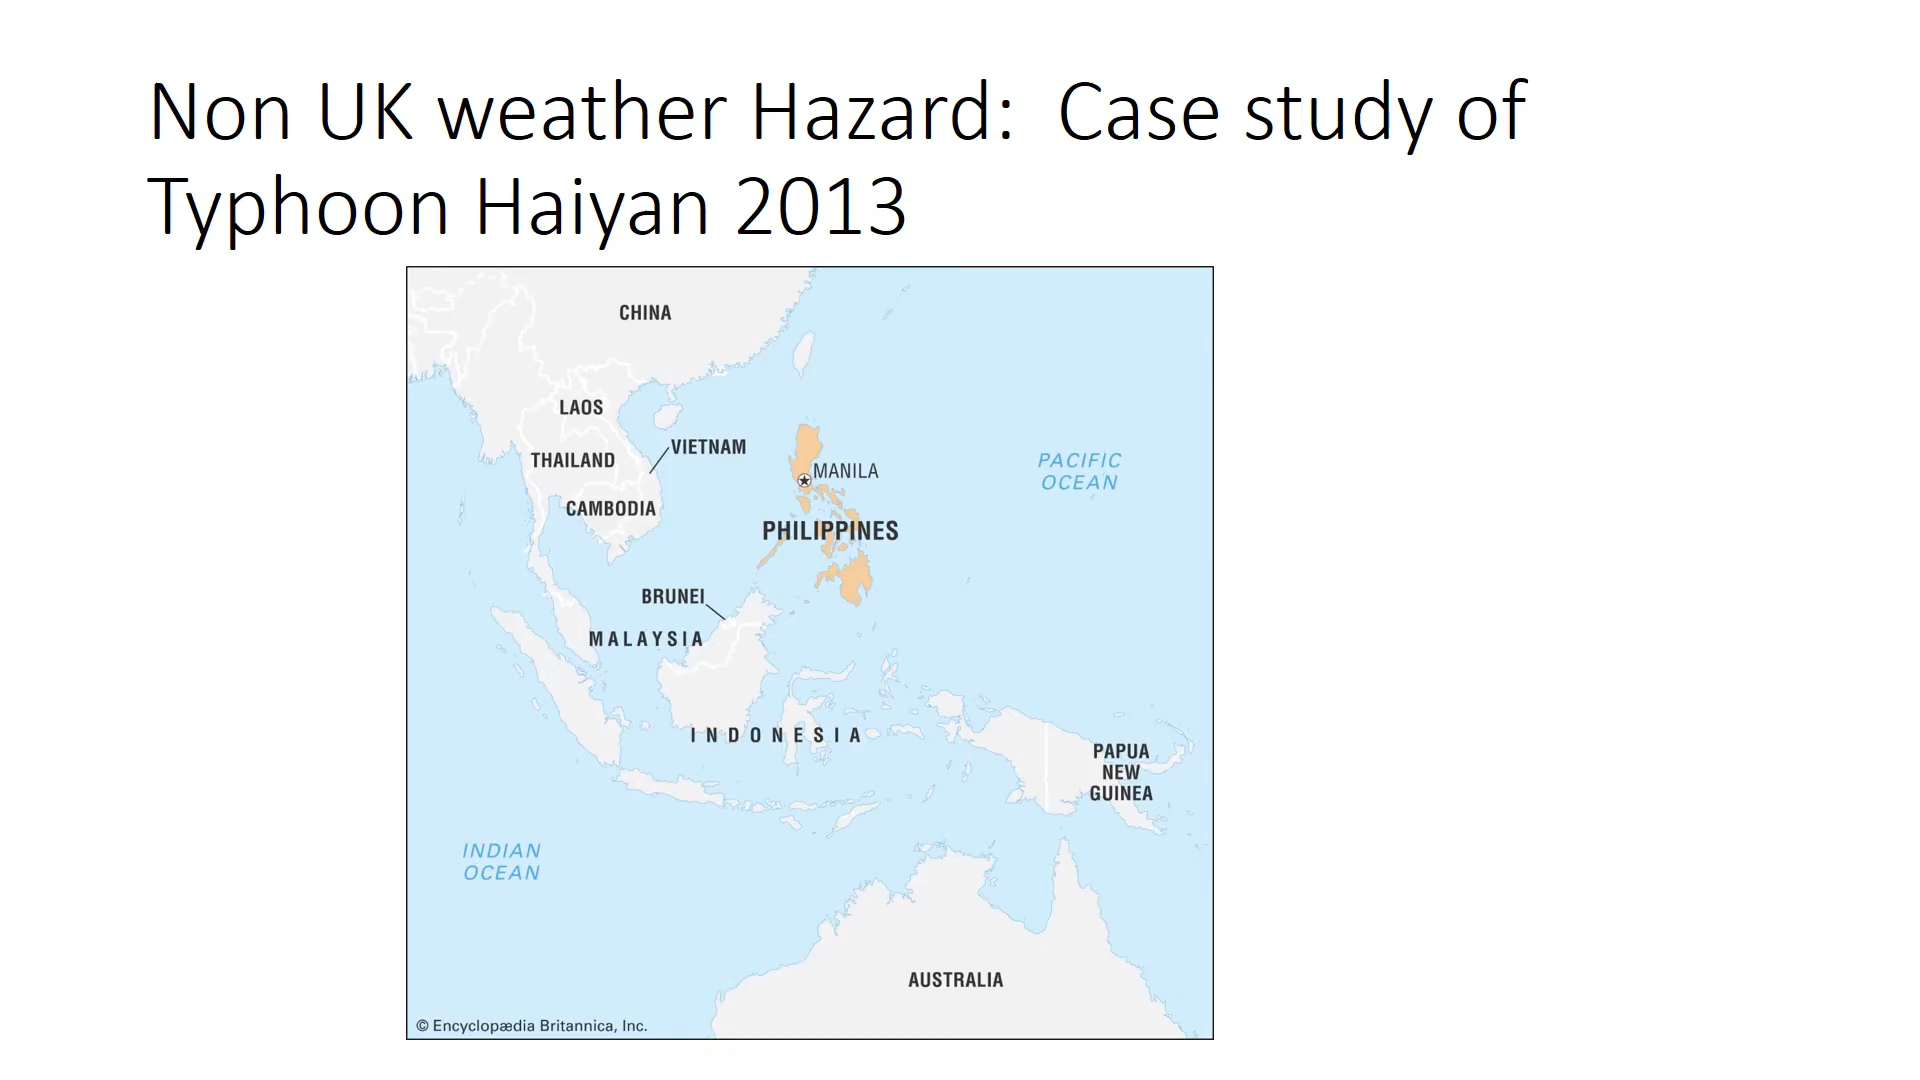 Non UK weather Hazard:  Case study of
Typhoon Haiyan 2013
CHINA
LAOS
VIETNAM
THAILAND
MANILA
PACIFIC
OCEAN
CAMBODIA
PHILIPPINES
BRUNEI
MALAYSIA
INDONESIA
PAPUA
NEW
GUINEA
INDIAN
OCEAN
AUSTRALIA
© Encyclopædia Britannica, Inc.